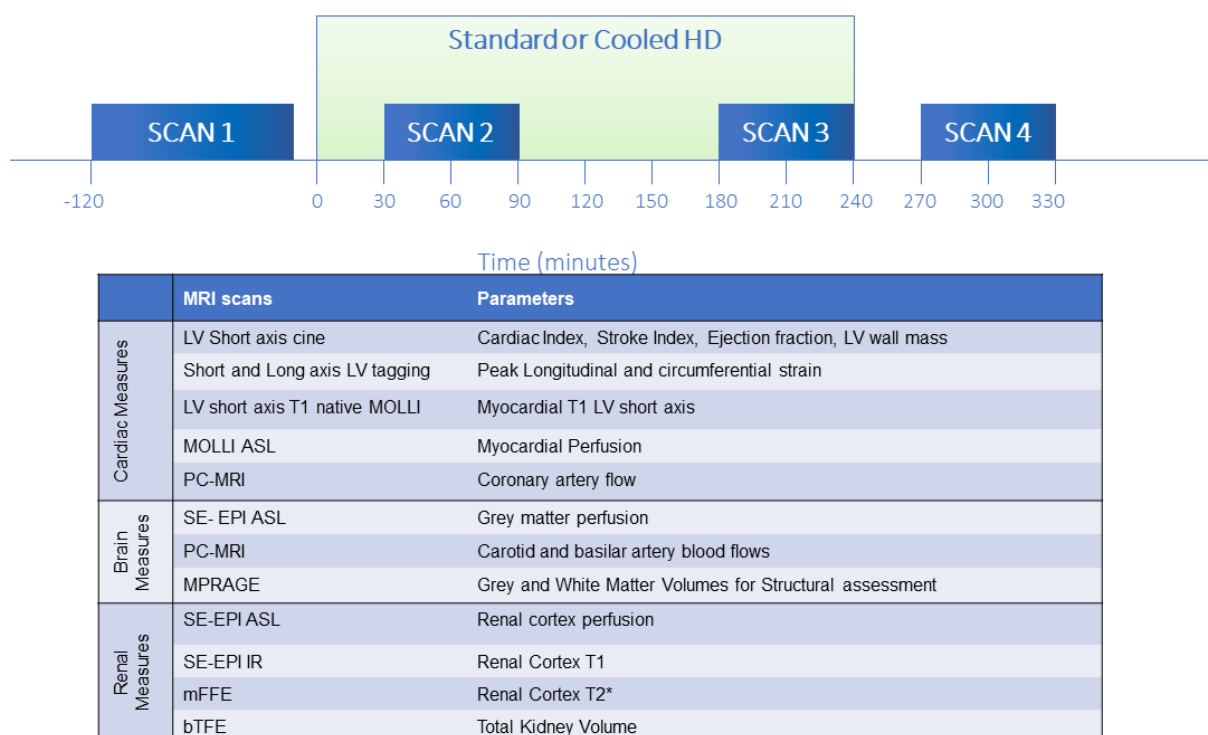 Standard or Cooled HD
SCAN 1 SCAN 2 SCAN 3 SCAN 4
-120 0 30 60 90 120 150 180 210 240 270 300 330
Time (minutes)
MRI scans Parameters
Cardiac Measures
LV Short axis cine Cardiac Index, Stroke Index, Ejection fraction, LV wall mass
Short and Long axis LV tagging Peak Longitudinal and circumferential strain
LV short axis T1 native MOLLI Myocardial T1 LV short axis
MOLLI ASL Myocardial Perfusion
PC-MRI Coronary artery flow
Brain
Measures
SE- EPI ASL Grey matter perfusion
PC-MRI Carotid and basilar artery blood flows
MPRAGE Grey and White Matter Volumes for Structural assessment
Renal
Measures
SE-EPI ASL Renal cortex perfusion
SE-EPI IR Renal Cortex T1
mFFE Renal Cortex T2*
bTFE Total Kidney Volume